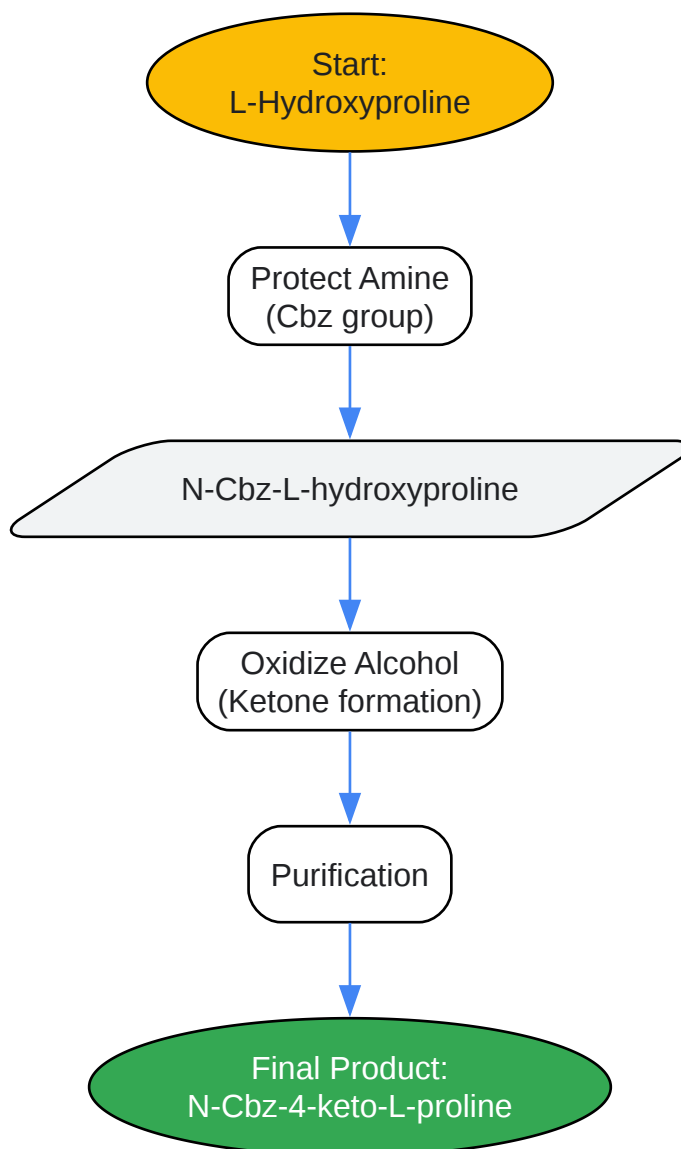 Start:
L-Hydroxyproline
Protect Amine
(Cbz group)
N-Cbz-L-hydroxyproline
Oxidize Alcohol
(Ketone formation)
Purification
Final Product:
N-Cbz-4-keto-L-proline